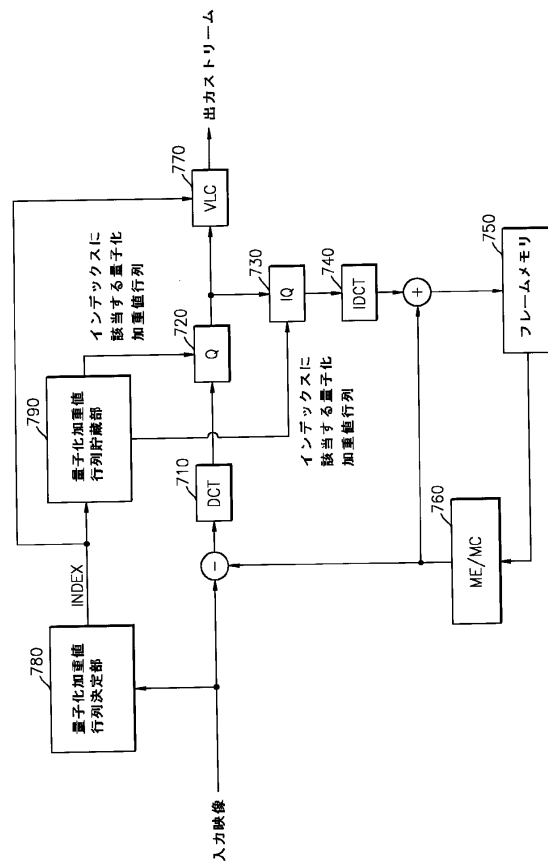 入力映像
780
量子化加重値
行列決定部
INDEX
790
量子化加重値
行列貯蔵部
インデックスに
該当する量子化
加重値行列
710
DCT
720
Q
770
VLC
出力ストリーム
730
IQ
インデックスに
該当する量子化
加重値行列
740
IDCT
-
+
760
ME/MC
750
フレームメモリ